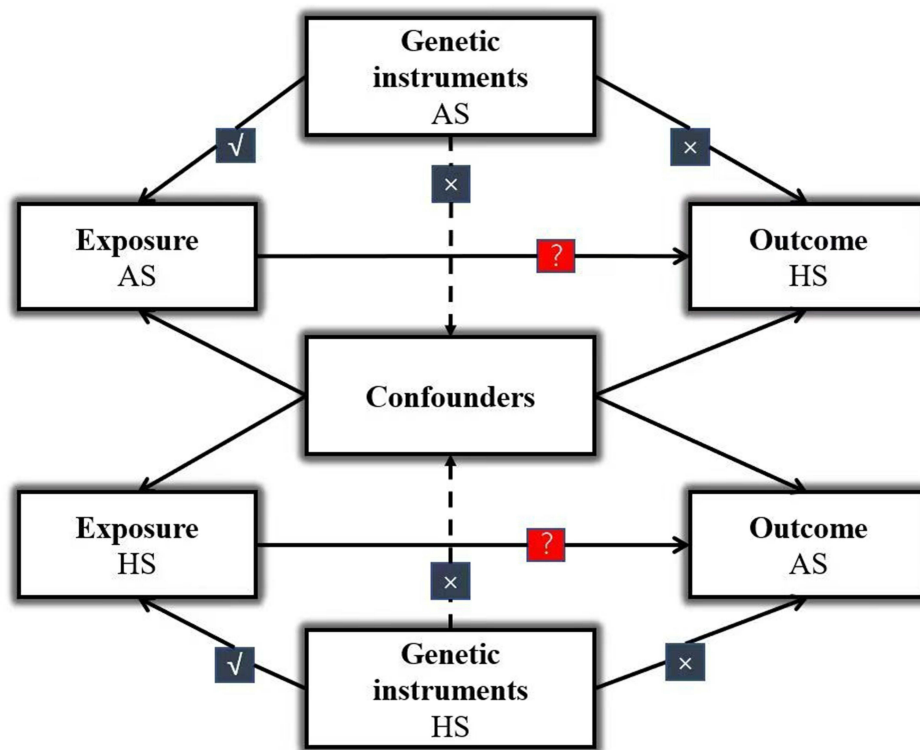 Genetic
instruments
AS
√
×
×
Exposure
AS
?
Outcome
HS
Confounders
Exposure
HS
?
Outcome
AS
×
√
×
Genetic
instruments
HS